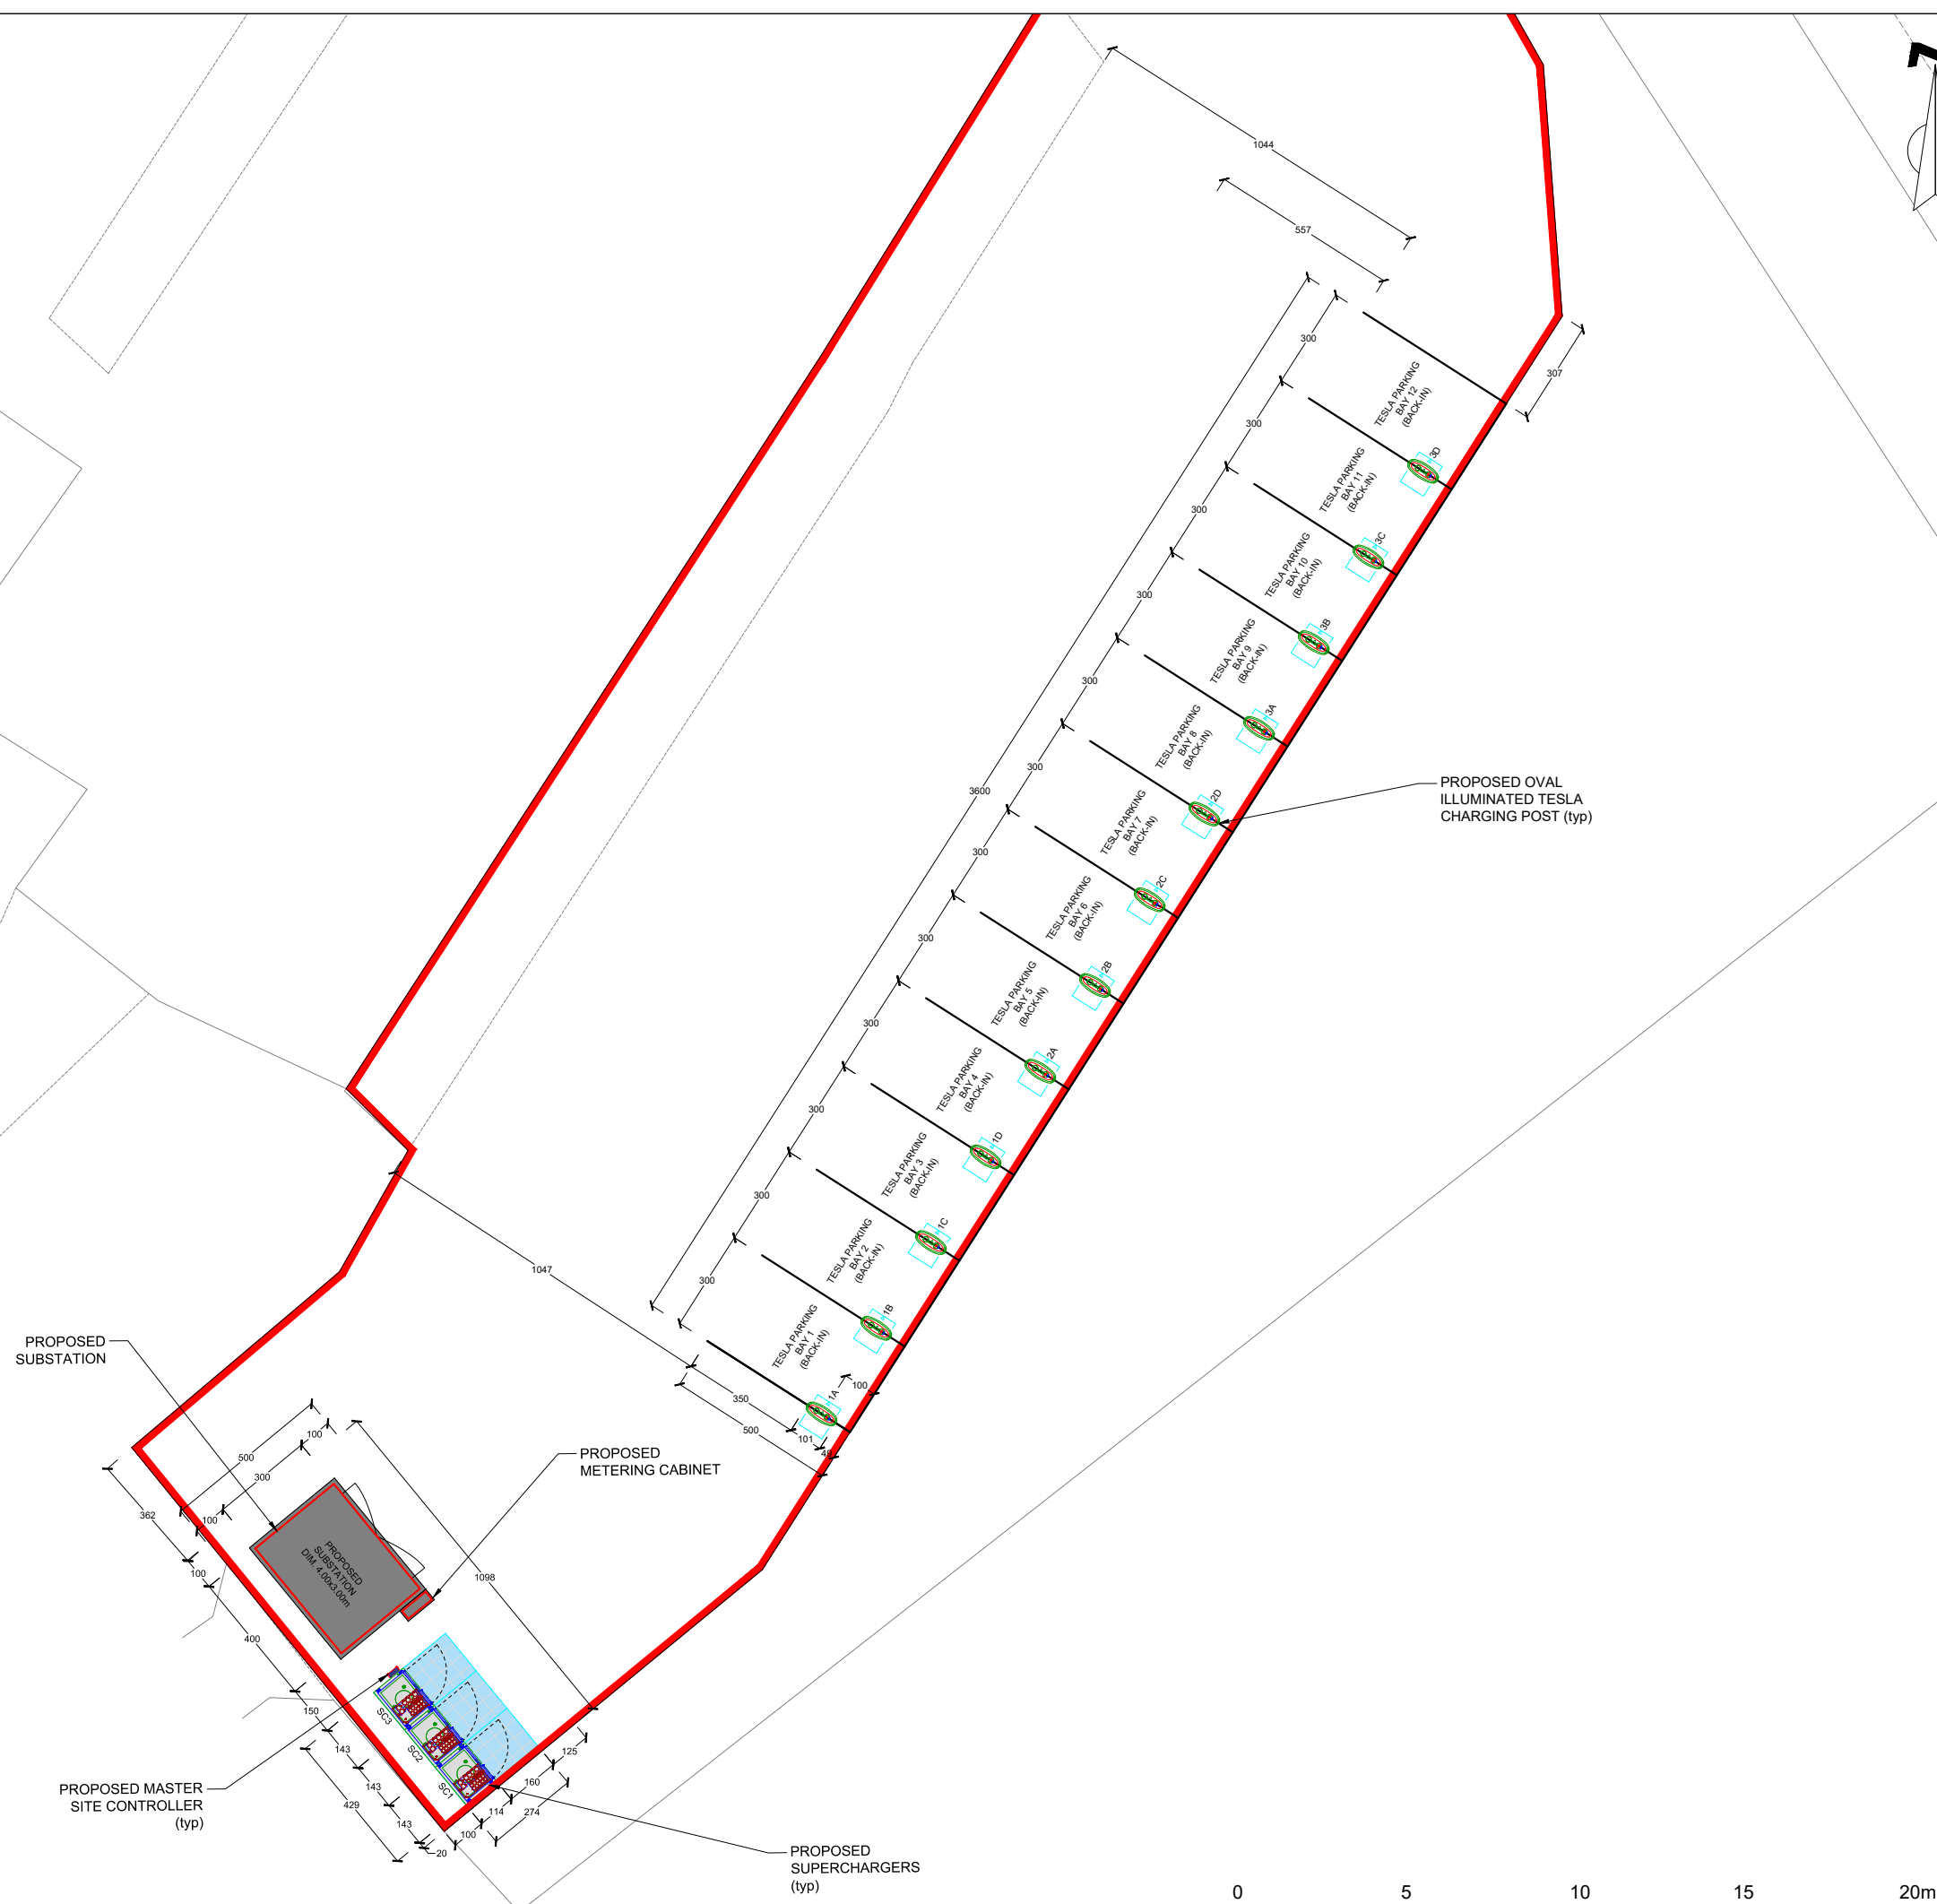 1044
557
300
307
TESLA PARKING
BAY 12
(BACK-IN)
3D
300
TESLA PARKING
BAY 11
(BACK-IN)
3C
300
TESLA PARKING
BAY 10
(BACK-IN)
3B
300
TESLA PARKING
BAY 9
(BACK-IN)
3A
300
TESLA PARKING
BAY 8
(BACK-IN)
2D
300
TESLA PARKING
BAY 7
(BACK-IN)
2C
3600
PROPOSED OVAL
ILLUMINATED TESLA
CHARGING POST (typ)
300
TESLA PARKING
BAY 6
(BACK-IN)
2B
300
TESLA PARKING
BAY 5
(BACK-IN)
2A
300
TESLA PARKING
BAY 4
(BACK-IN)
1D
300
TESLA PARKING
BAY 3
(BACK-IN)
1C
300
TESLA PARKING
BAY 2
(BACK-IN)
1B
300
TESLA PARKING
BAY 1
(BACK-IN)
1A
1047
100
350
500
101
PROPOSED
SUBSTATION
500
100
300
100
362
100
PROPOSED
METERING CABINET
PROPOSED
SUBSTATION
DIM. 4.00x3.00m
1098
400
150
143
143
143
429
20
SC3
SC2
SC1
125
160
114
274
100
PROPOSED MASTER
SITE CONTROLLER
(typ)
PROPOSED
SUPERCHARGERS
(typ)
0 5 10 15 20m